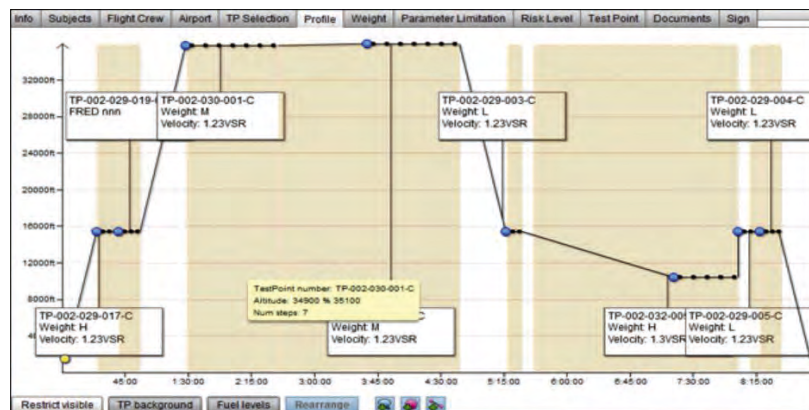 Info Subjects Flight Crew Airport TP Selection Profile Weight Parameter Limitation Risk Level Test Point Documents Sign
32000ft
28000ft
24000ft
20000ft
16000ft
12000ft
8000ft
TP-002-029-019-
FRED nnn
TP-002-030-001-C
Weight: M
Velocity: 1.23VSR
TP-002-029-003-C
Weight: L
Velocity: 1.23VSR
TP-002-029-004-C
Weight: L
Velocity: 1.23VSR
TestPoint number: TP-002-030-001-C
Altitude: 34900 % 35100
Num steps: 7
TP-002-029-017-C
Weight: H
Velocity: 1.23VSR
Weight: M
Velocity: 1.23VSR
TP-002-032-00
Weight: H
Velocity: 1.3VSR
TP-002-029-005-C
Weight: L
Velocity: 1.23VSR
45:00 1:30:00 2:15:00 3:00:00 3:45:00 4:30:00 5:15:00 6:00:00 6:45:00 7:30:00 8:15:00
Restrict visible TP background Fuel levels Rearrange